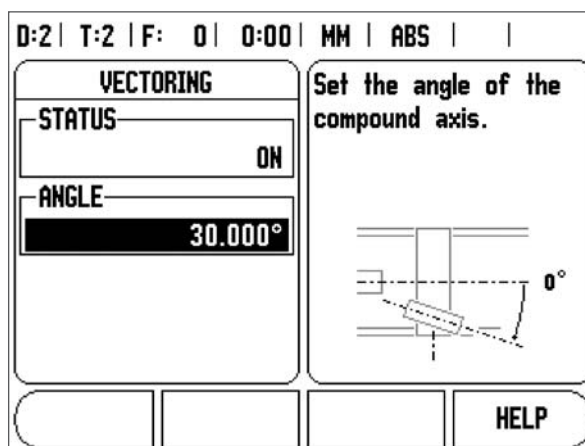 D:2| T:2 |F: 0| 0:00| MM | ABS | |
VECTORING
STATUS
ON
ANGLE
30.000°
Set the angle of the
compound axis.
0°
HELP